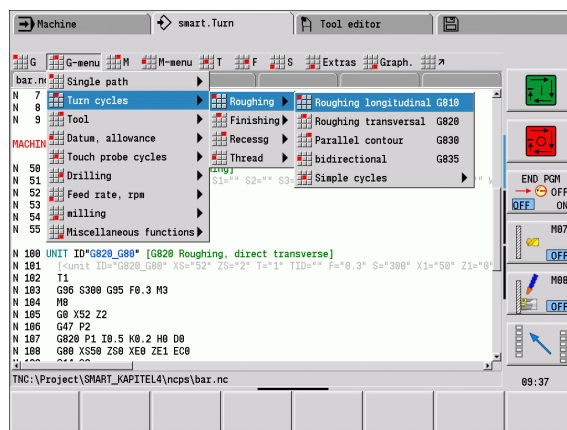 Machine
smart.Turn
Tool editor
G G-menu M M-menu T F S Extras Graph.
bar.n
Single path
N 7 Turn cycles Roughing Roughing longitudinal G810
N 8 Tool Finishing Roughing transversal G820
N 9 Datum, allowance Recessg Parallel contour G830
MACHIN Touch probe cycles Thread bidirectional G835
N 50 Drilling ing]
N 51 S1="" S2="" S3= Simple cycles
N 52 Feed rate, rpm
N 53 milling
N 54
N 55 Miscellaneous functions
N 100 UNIT ID"G820_G80" [G820 Roughing, direct transverse]
N 101 [<unit ID="G820_G80" XS="52" ZS="2" T="1" TID="" F="0.3" S="300" X1="50" Z1="0"
N 102 T1
N 103 G96 S300 G95 F0.3 M3
N 104 M8
N 105 G0 X52 Z2
N 106 G47 P2
N 107 G820 P1 I0.5 K0.2 H0 D0
N 108 G80 XS50 ZS0 XE0 ZE1 EC0
TNC:\Project\SMART_KAPITEL4\ncps\bar.nc
END PGM
OFF
OFF ON
M07
OFF
M08
OFF
09:37